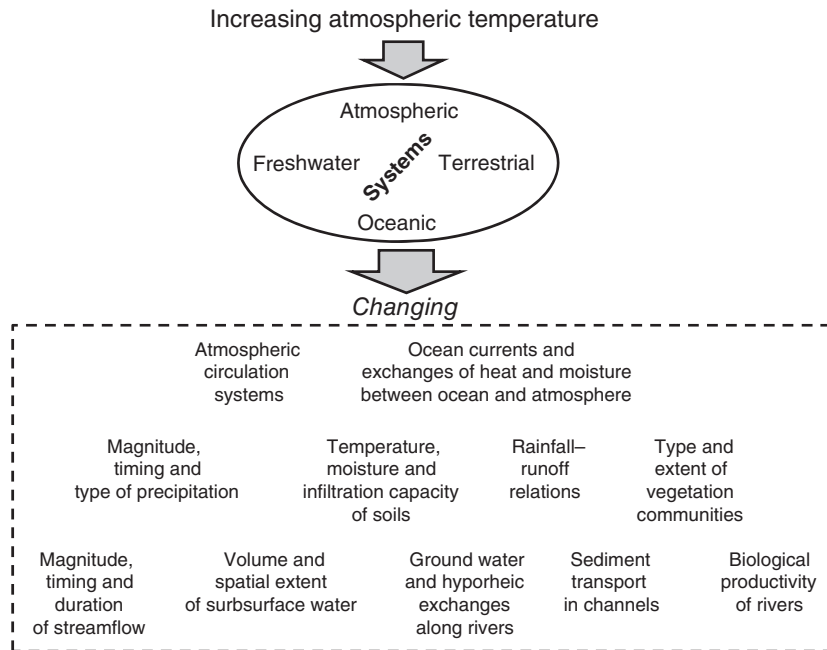 Increasing atmospheric temperature
Atmospheric
Freshwater
Systems
Terrestrial
Oceanic
Changing
Atmospheric
circulation
systems
Ocean currents and
exchanges of heat and moisture
between ocean and atmosphere
Magnitude,
timing and
type of precipitation
Temperature,
moisture and
infiltration capacity
of soils
Rainfall–
runoff
relations
Type and
extent of
vegetation
communities
Magnitude,
timing and
duration
of streamflow
Volume and
spatial extent
of surbsurface water
Ground water
and hyporheic
exchanges
along rivers
Sediment
transport
in channels
Biological
productivity
of rivers